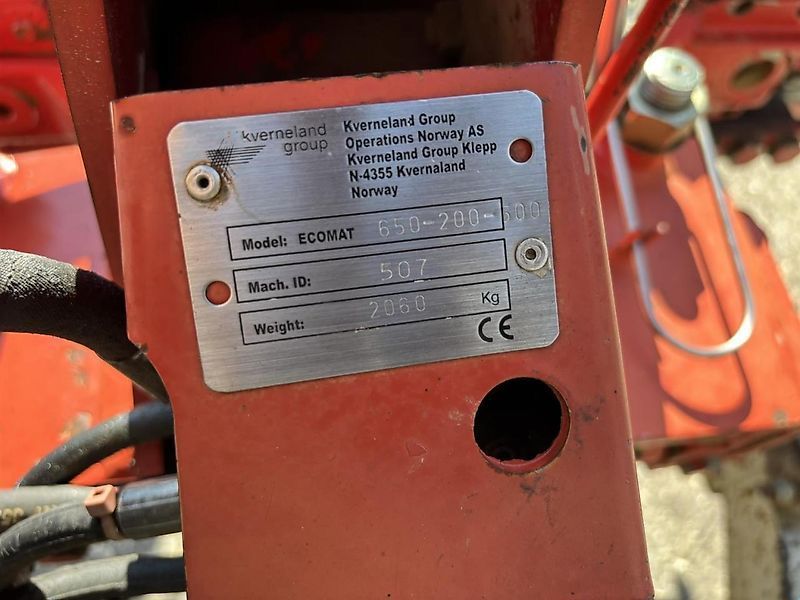 kverneland
group
Kverneland Group
Operations Norway AS
Kverneland Group Klepp
N-4355 Kvernaland
Norway
Model: ECOMAT 650-200-500
Mach. ID: 507
Weight: 2060 Kg
CE